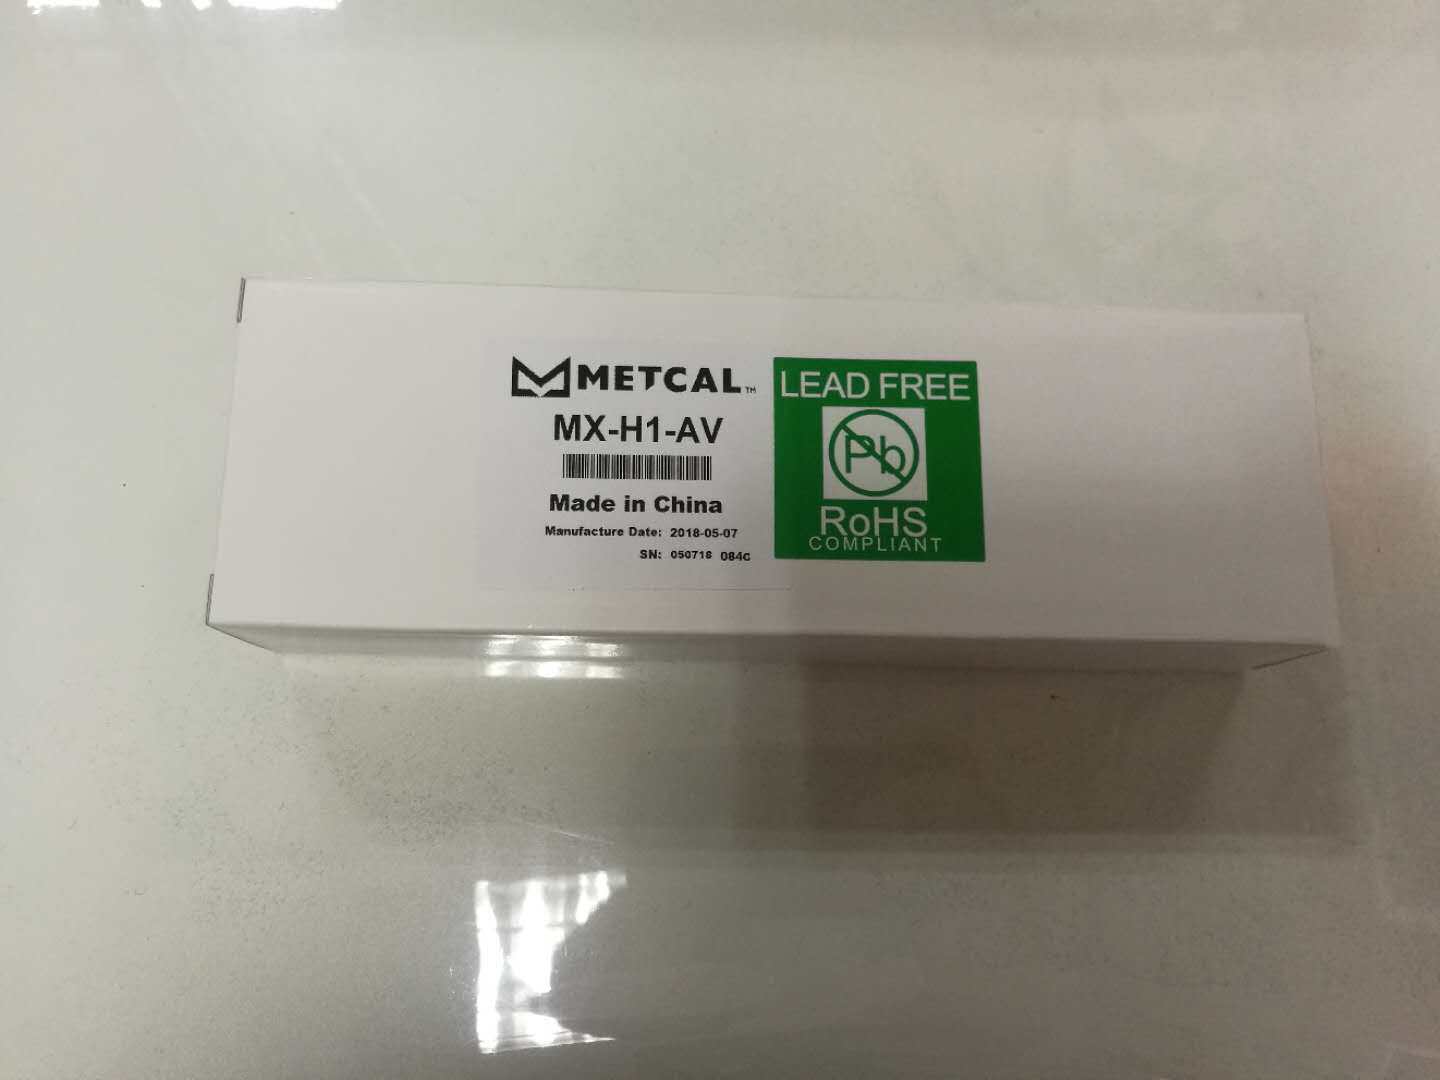 METCAL™
MX-H1-AV
Made in China
Manufacture Date: 2018-05-07
SN: 050718 084C
LEAD FREE
Pb
RoHS
COMPLIANT